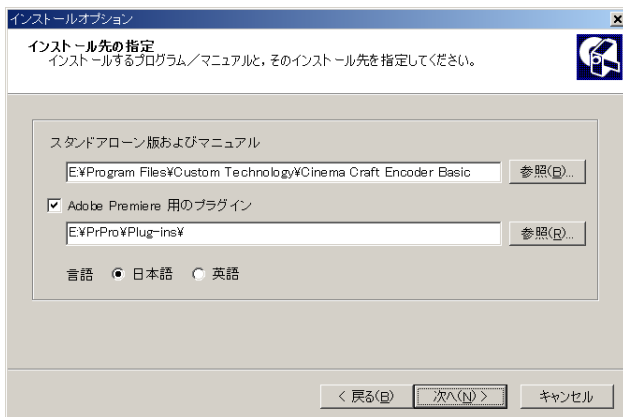 インストールオプション
インストール先の指定
インストールするプログラム／マニュアルと，そのインストール先を指定してください。
スタンドアローン版およびマニュアル
E:¥Program Files¥Custom Technology¥Cinema Craft Encoder Basic
参照(B)...
Adobe Premiere 用のプラグイン
E:¥PrPro¥Plug-ins¥
参照(R)...
言語 日本語 英語
< 戻る(B) 次へ(N) > キャンセル